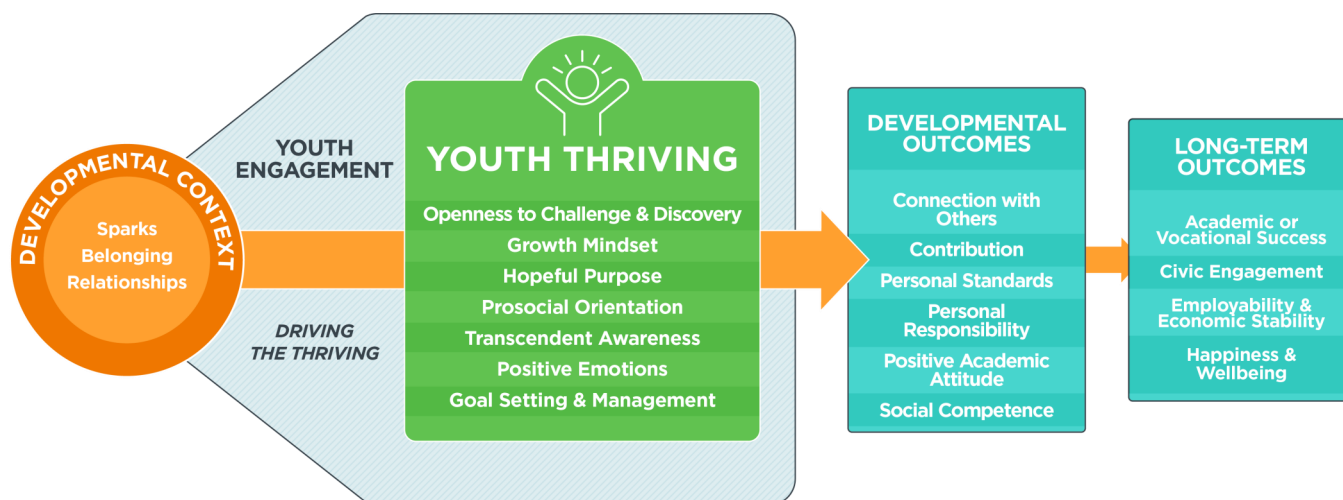 DEVELOPMENTAL CONTEXT
Sparks
Belonging
Relationships
YOUTH
ENGAGEMENT
DRIVING
THE THRIVING
YOUTH THRIVING
Openness to Challenge & Discovery
Growth Mindset
Hopeful Purpose
Prosocial Orientation
Transcendent Awareness
Positive Emotions
Goal Setting & Management
DEVELOPMENTAL
OUTCOMES
Connection with
Others
Contribution
Personal Standards
Personal
Responsibility
Positive Academic
Attitude
Social Competence
LONG-TERM
OUTCOMES
Academic or
Vocational Success
Civic Engagement
Employability &
Economic Stability
Happiness &
Wellbeing